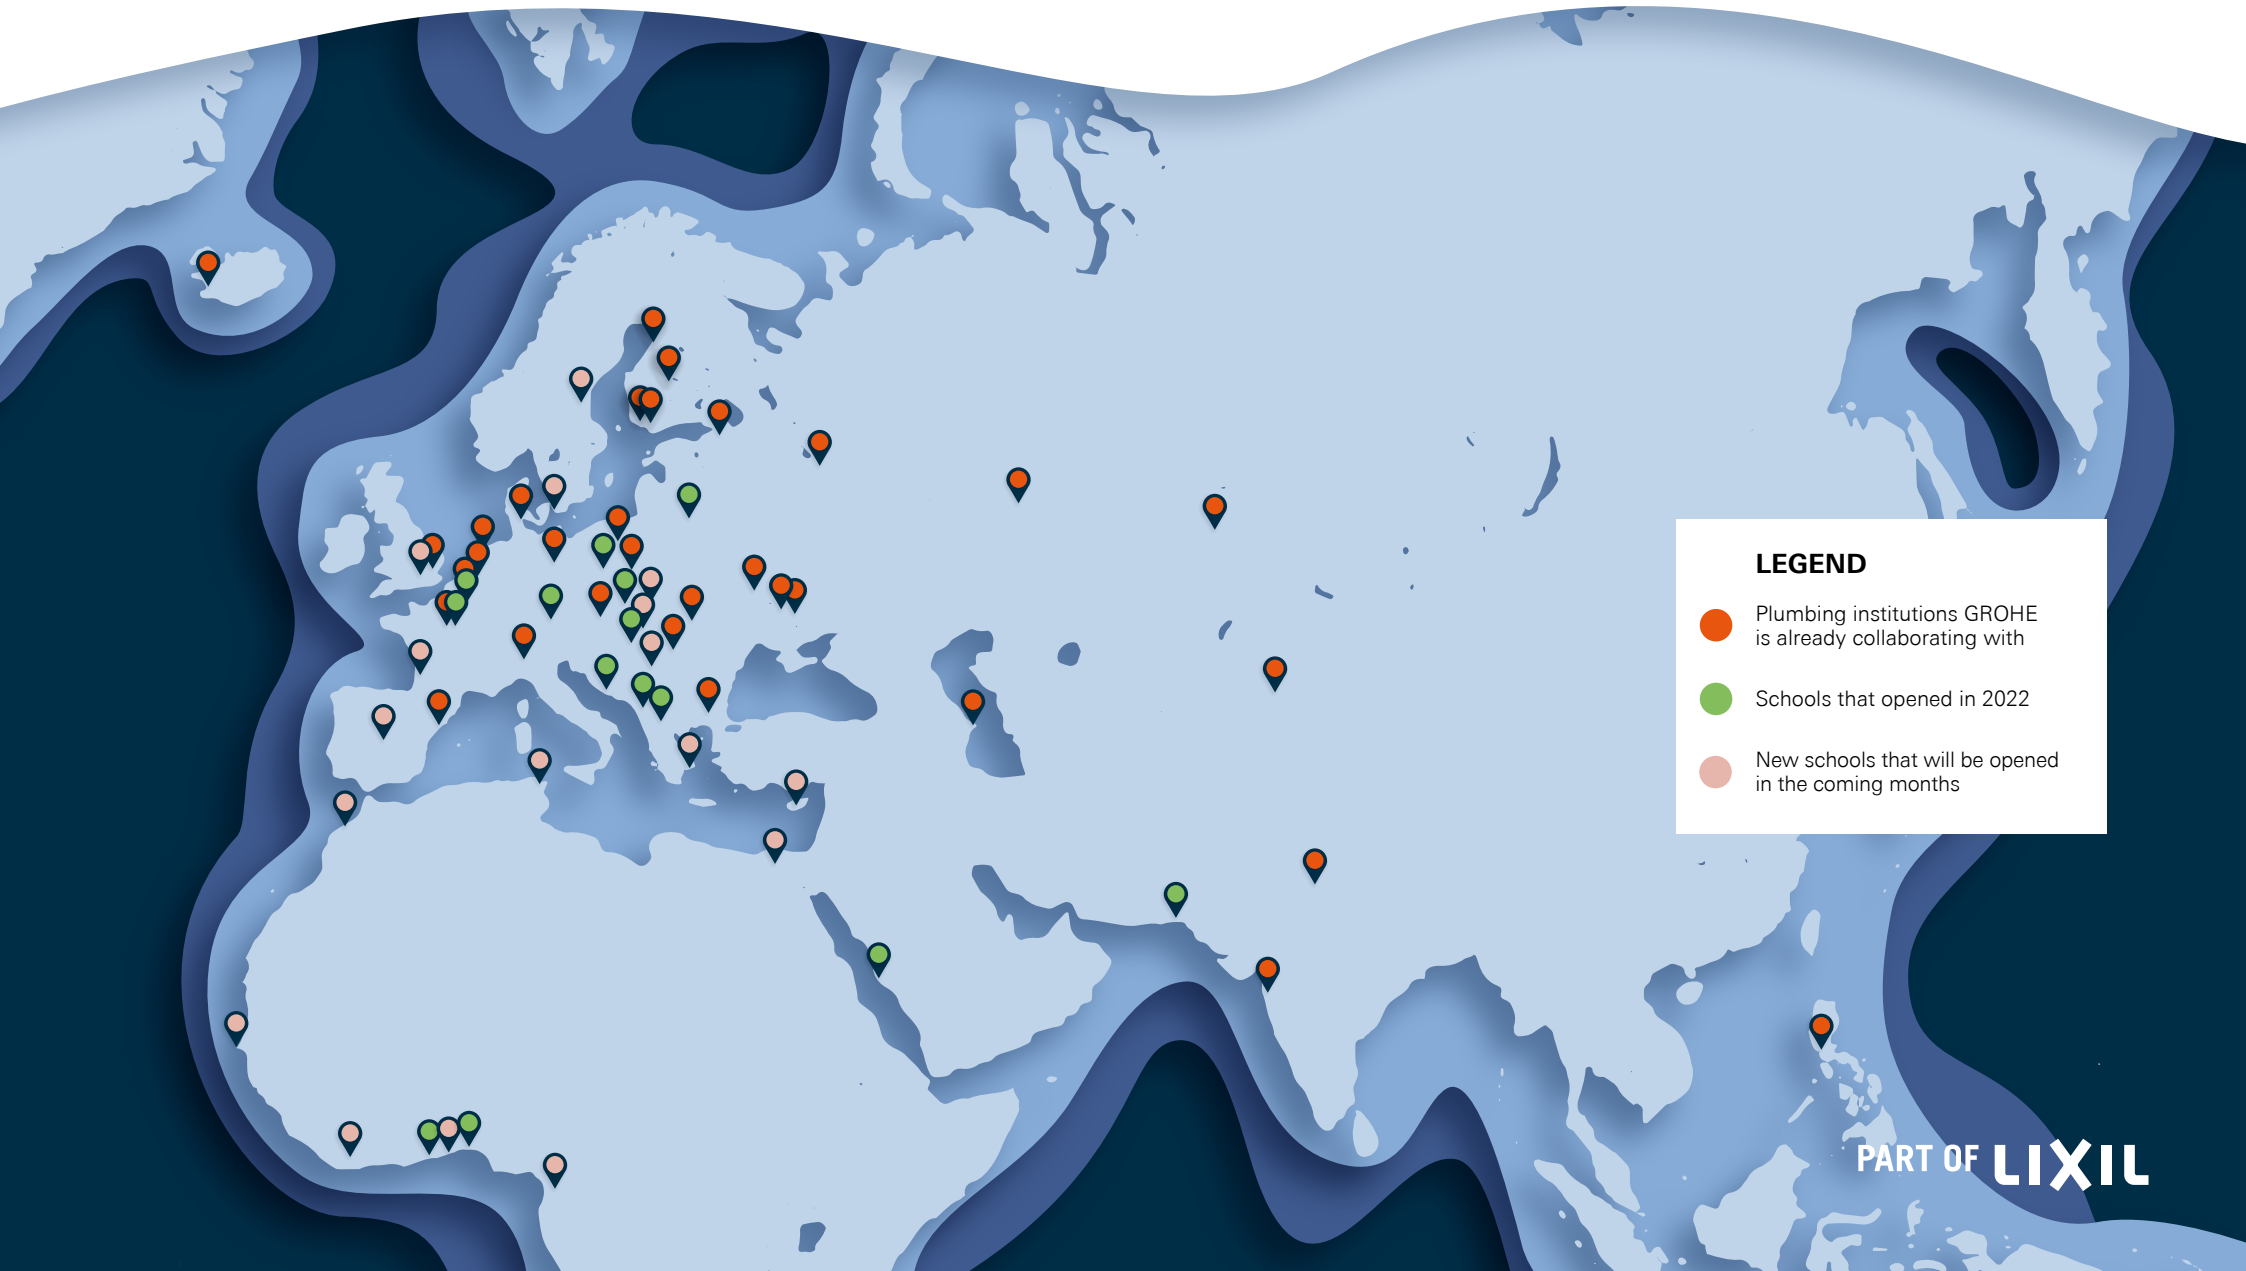 LEGEND
Plumbing institutions GROHE
is already collaborating with
Schools that opened in 2022
New schools that will be opened
in the coming months
PART OF LIXIL